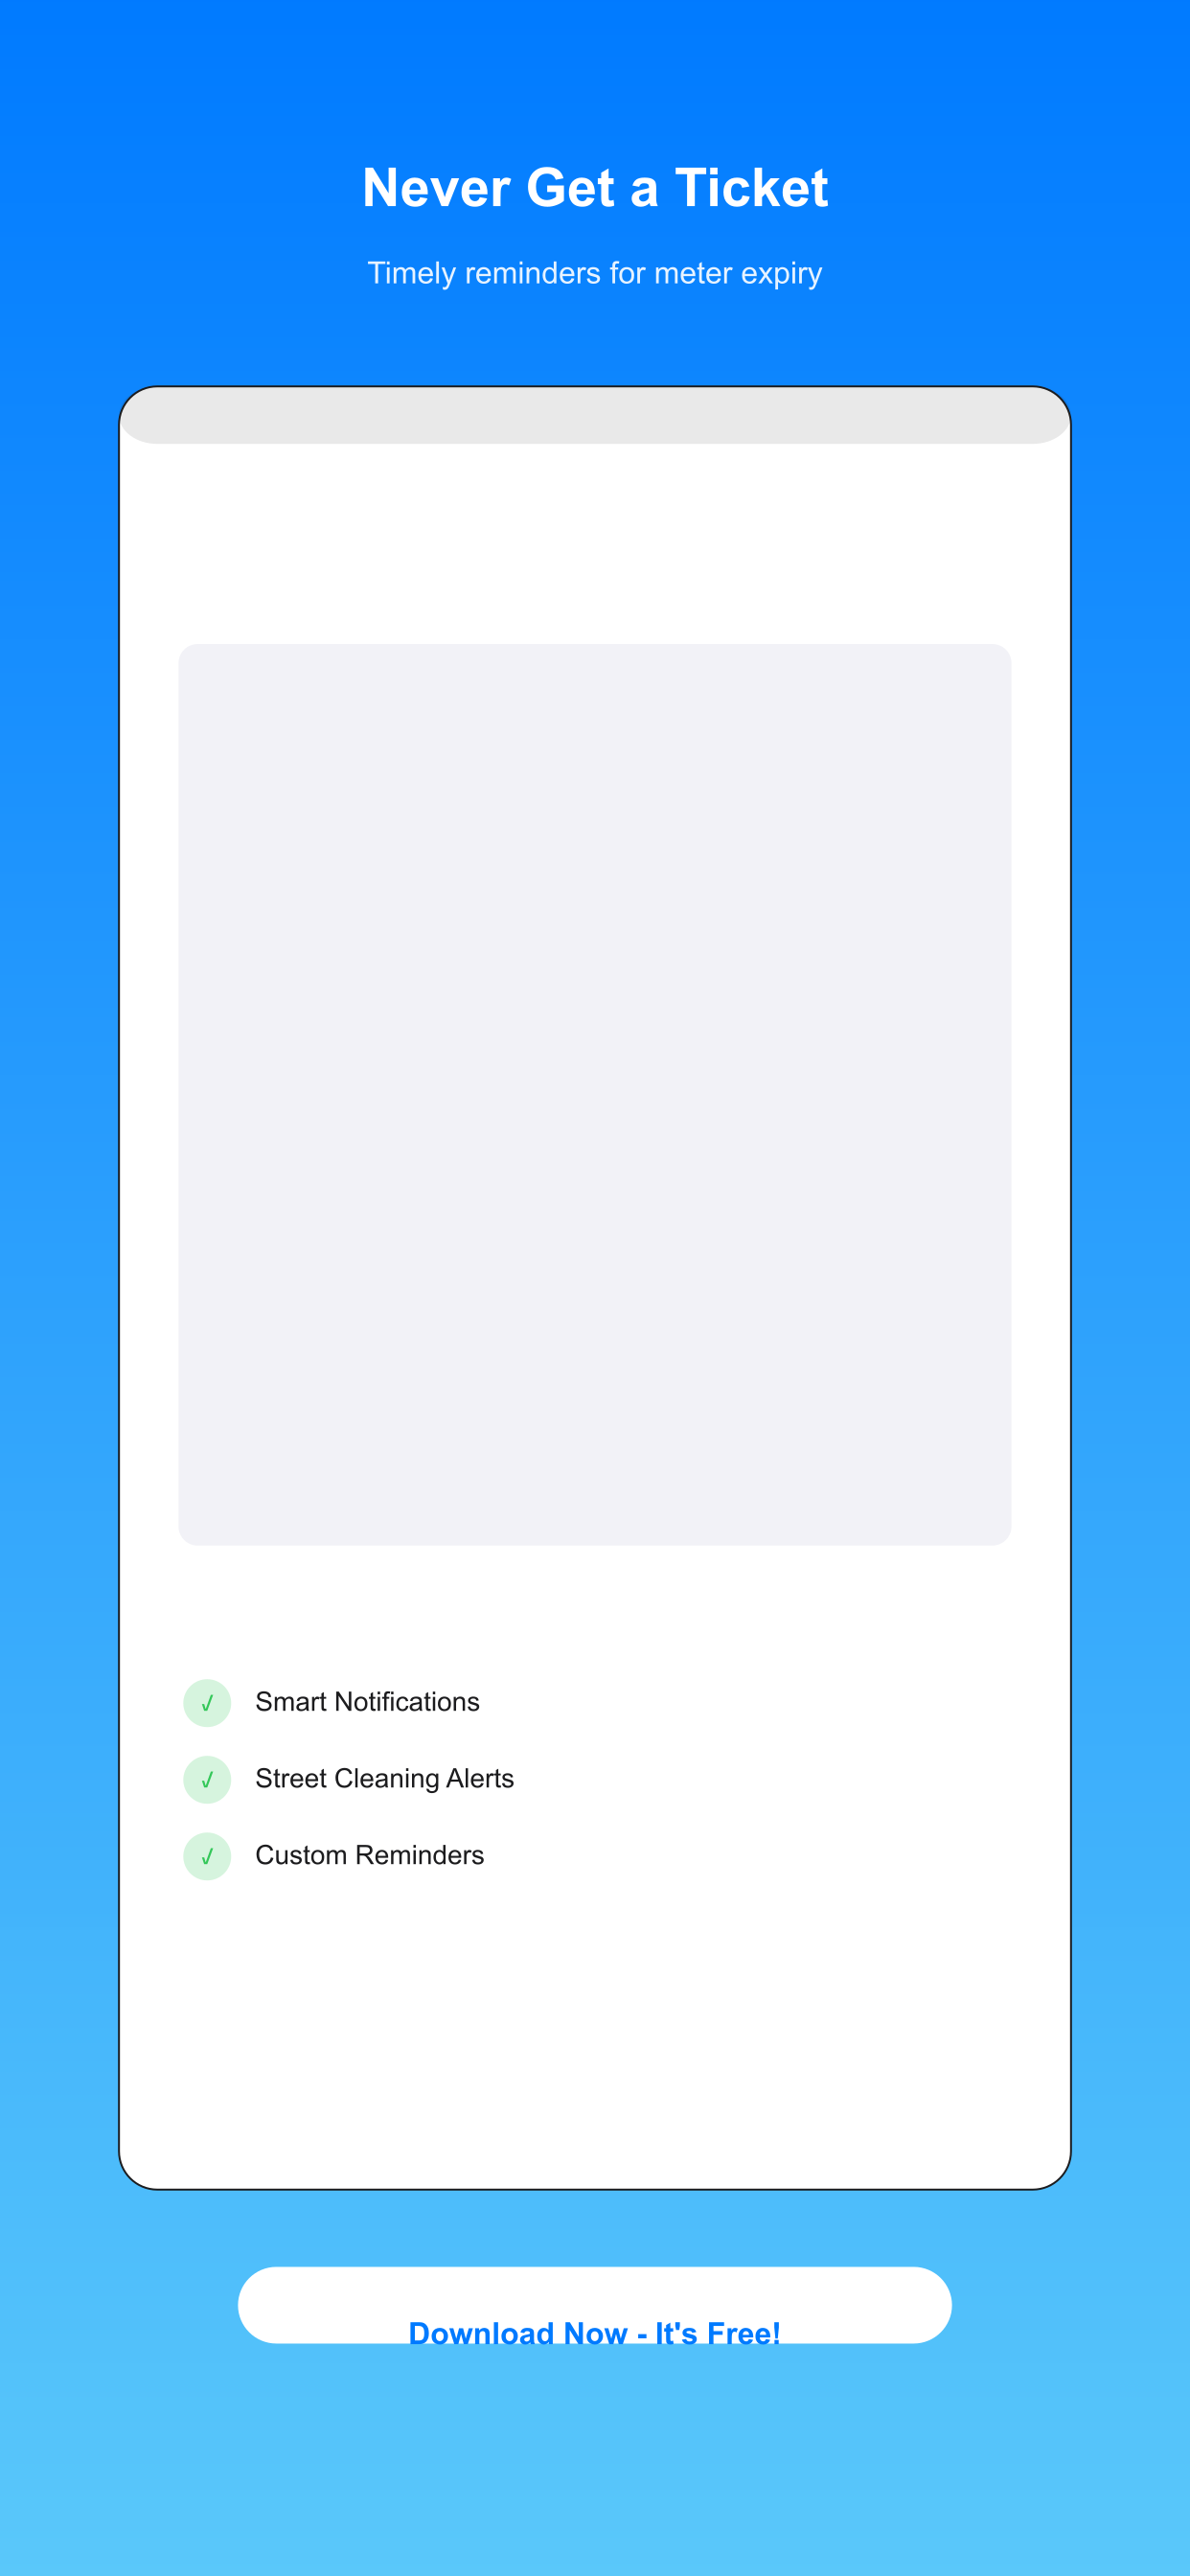 Never Get a Ticket
Timely reminders for meter expiry
✓ Smart Notifications
✓ Street Cleaning Alerts
✓ Custom Reminders
Download Now - It's Free!